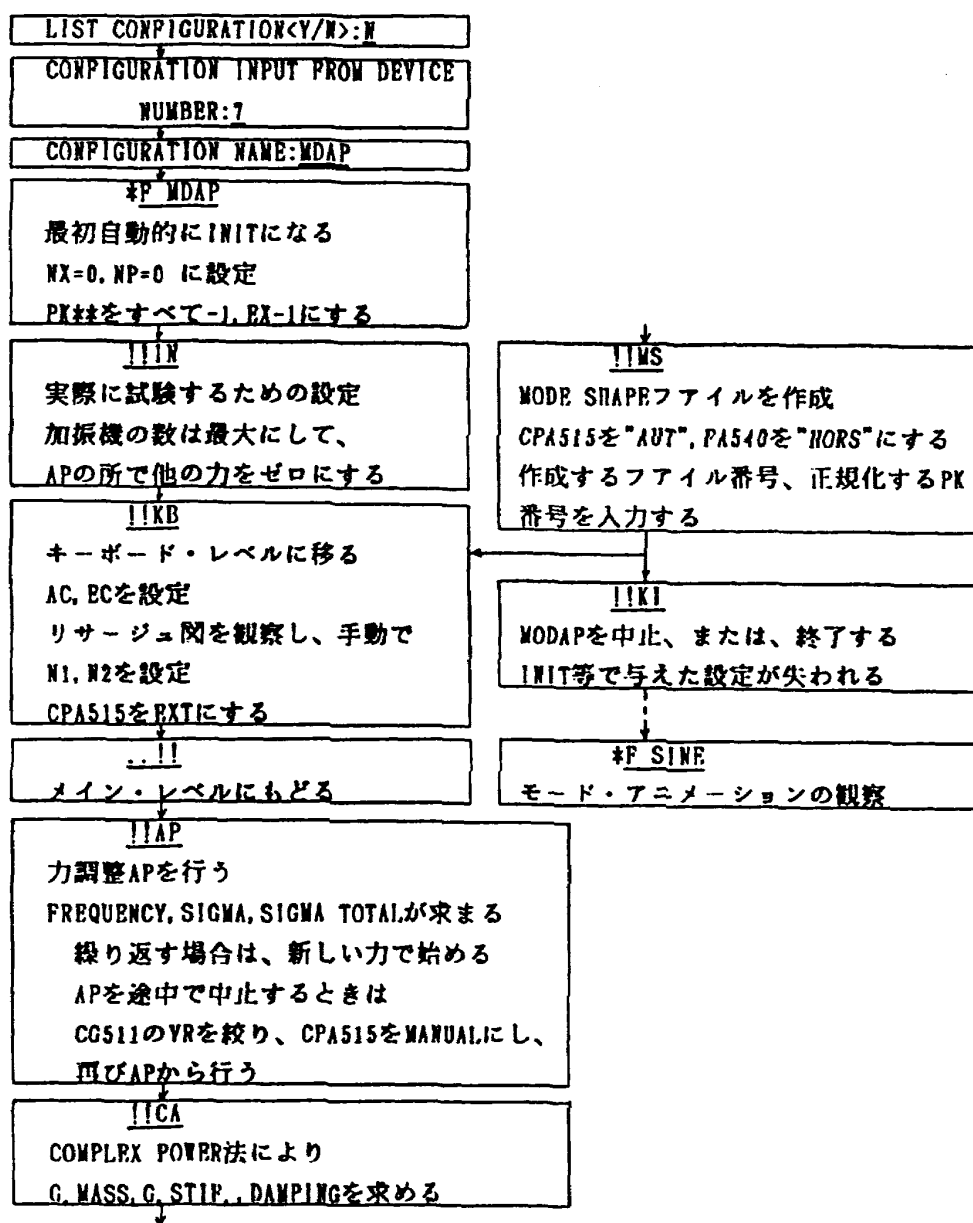 LIST CONFIGURATION<Y/N>:N
CONFIGURATION INPUT FROM DEVICE
NUMBER:7
CONFIGURATION NAME:MDAP
*F MDAP
最初自動的にINITになる
NX=0,NP=0 に設定
PK**をすべて-1,EX-1にする
!!IN
実際に試験するための設定
加振機の数は最大にして、
APの所で他の力をゼロにする
!!KB
キーボード・レベルに移る
AC,BCを設定
リサージュ図を観察し、手動で
N1,N2を設定
CPA515をEXTにする
..!!
メイン・レベルにもどる
!!AP
力調整APを行う
FREQUENCY,SIGMA,SIGMA TOTALが求まる
繰り返す場合は、新しい力で始める
APを途中で中止するときは
CG511のVRを絞り、CPA515をMANUALにし、
再びAPから行う
!!CA
COMPLEX POWER法により
G.MASS,G.STIF.,DAMPINGを求める
!!MS
MODE SHAPEファイルを作成
CPA515を"AUT",PA540を"HORS"にする
作成するファイル番号、正規化するPK
番号を入力する
!!KI
MODAPを中止、または、終了する
INIT等で与えた設定が失われる
*F SINE
モード・アニメーションの観察